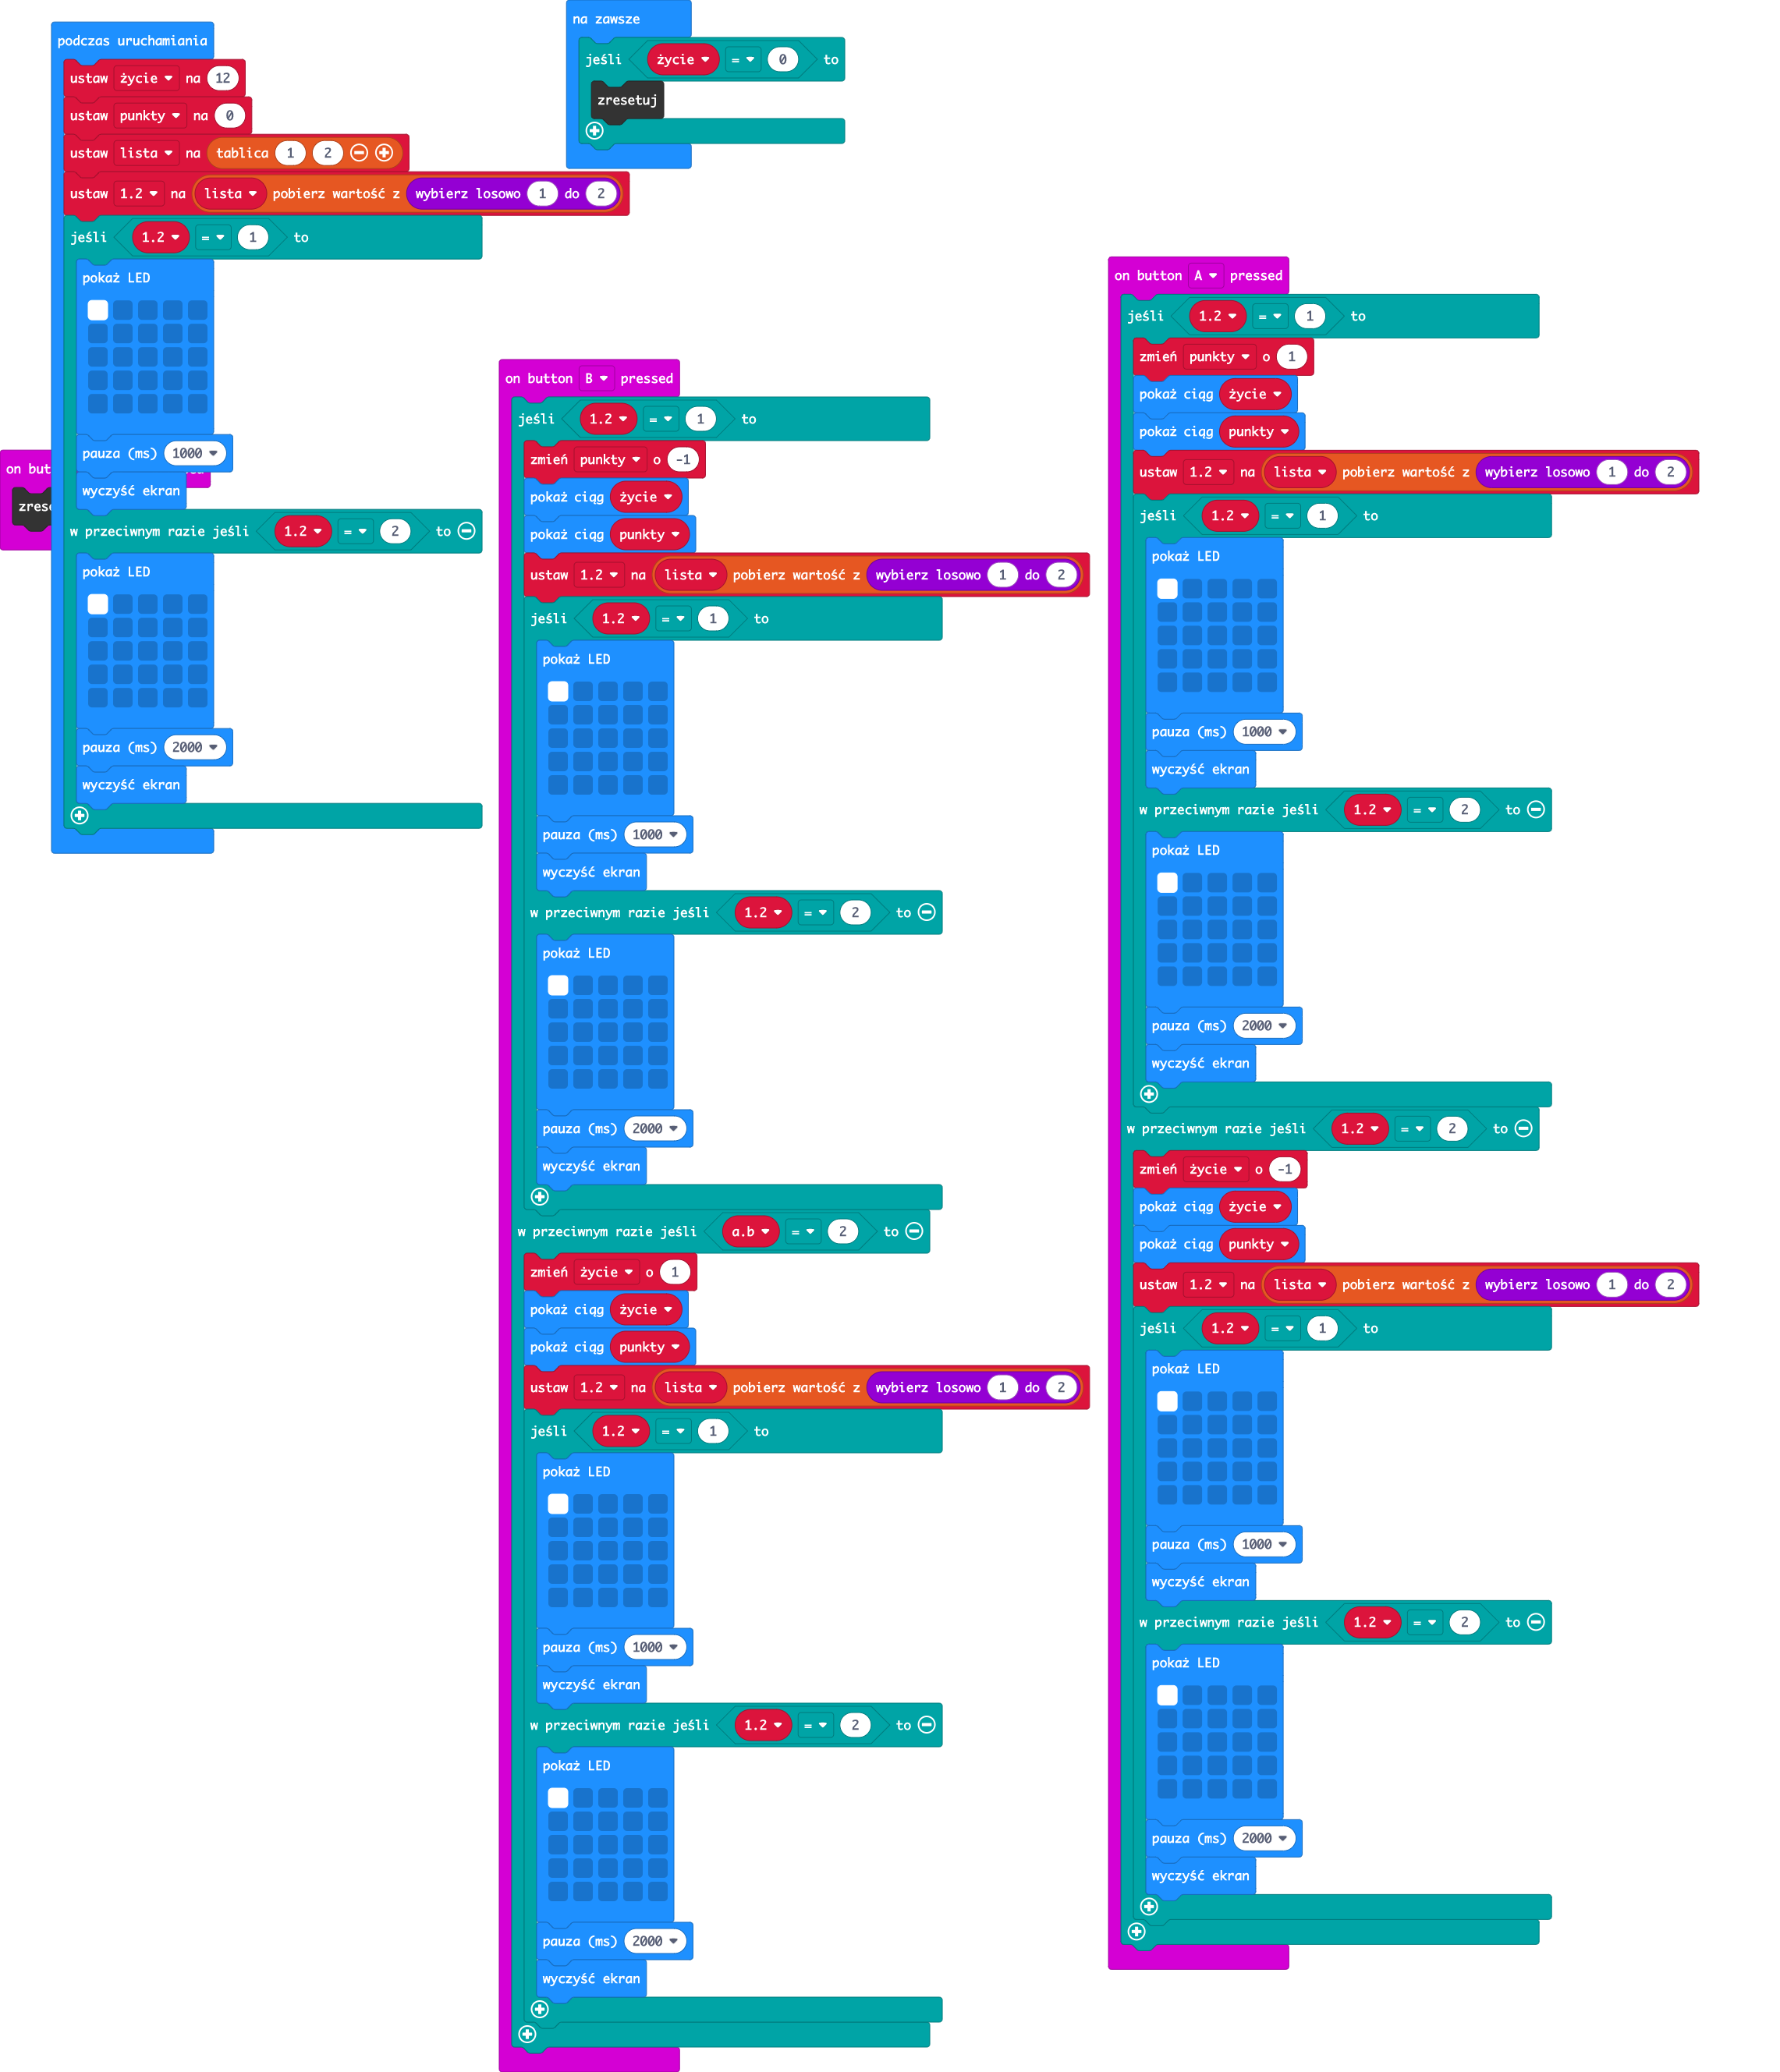 podczas uruchamiania
ustaw życie na 12
ustaw punkty na 0
ustaw lista na tablica 1 2
ustaw 1.2 na lista pobierz wartość z wybierz losowo 1 do 2
jeśli 1.2 = 1 to
pokaż LED
pauza (ms) 1000
wyczyść ekran
w przeciwnym razie jeśli 1.2 = 2 to
pokaż LED
pauza (ms) 2000
wyczyść ekran
on but
zres
na zawsze
jeśli życie = 0 to
zresetuj
on button B pressed
jeśli 1.2 = 1 to
zmień punkty o -1
pokaż ciąg życie
pokaż ciąg punkty
ustaw 1.2 na lista pobierz wartość z wybierz losowo 1 do 2
jeśli 1.2 = 1 to
pokaż LED
pauza (ms) 1000
wyczyść ekran
w przeciwnym razie jeśli 1.2 = 2 to
pokaż LED
pauza (ms) 2000
wyczyść ekran
w przeciwnym razie jeśli a.b = 2 to
zmień życie o 1
pokaż ciąg życie
pokaż ciąg punkty
ustaw 1.2 na lista pobierz wartość z wybierz losowo 1 do 2
jeśli 1.2 = 1 to
pokaż LED
pauza (ms) 1000
wyczyść ekran
w przeciwnym razie jeśli 1.2 = 2 to
pokaż LED
pauza (ms) 2000
wyczyść ekran
on button A pressed
jeśli 1.2 = 1 to
zmień punkty o 1
pokaż ciąg życie
pokaż ciąg punkty
ustaw 1.2 na lista pobierz wartość z wybierz losowo 1 do 2
jeśli 1.2 = 1 to
pokaż LED
pauza (ms) 1000
wyczyść ekran
w przeciwnym razie jeśli 1.2 = 2 to
pokaż LED
pauza (ms) 2000
wyczyść ekran
w przeciwnym razie jeśli 1.2 = 2 to
zmień życie o -1
pokaż ciąg życie
pokaż ciąg punkty
ustaw 1.2 na lista pobierz wartość z wybierz losowo 1 do 2
jeśli 1.2 = 1 to
pokaż LED
pauza (ms) 1000
wyczyść ekran
w przeciwnym razie jeśli 1.2 = 2 to
pokaż LED
pauza (ms) 2000
wyczyść ekran